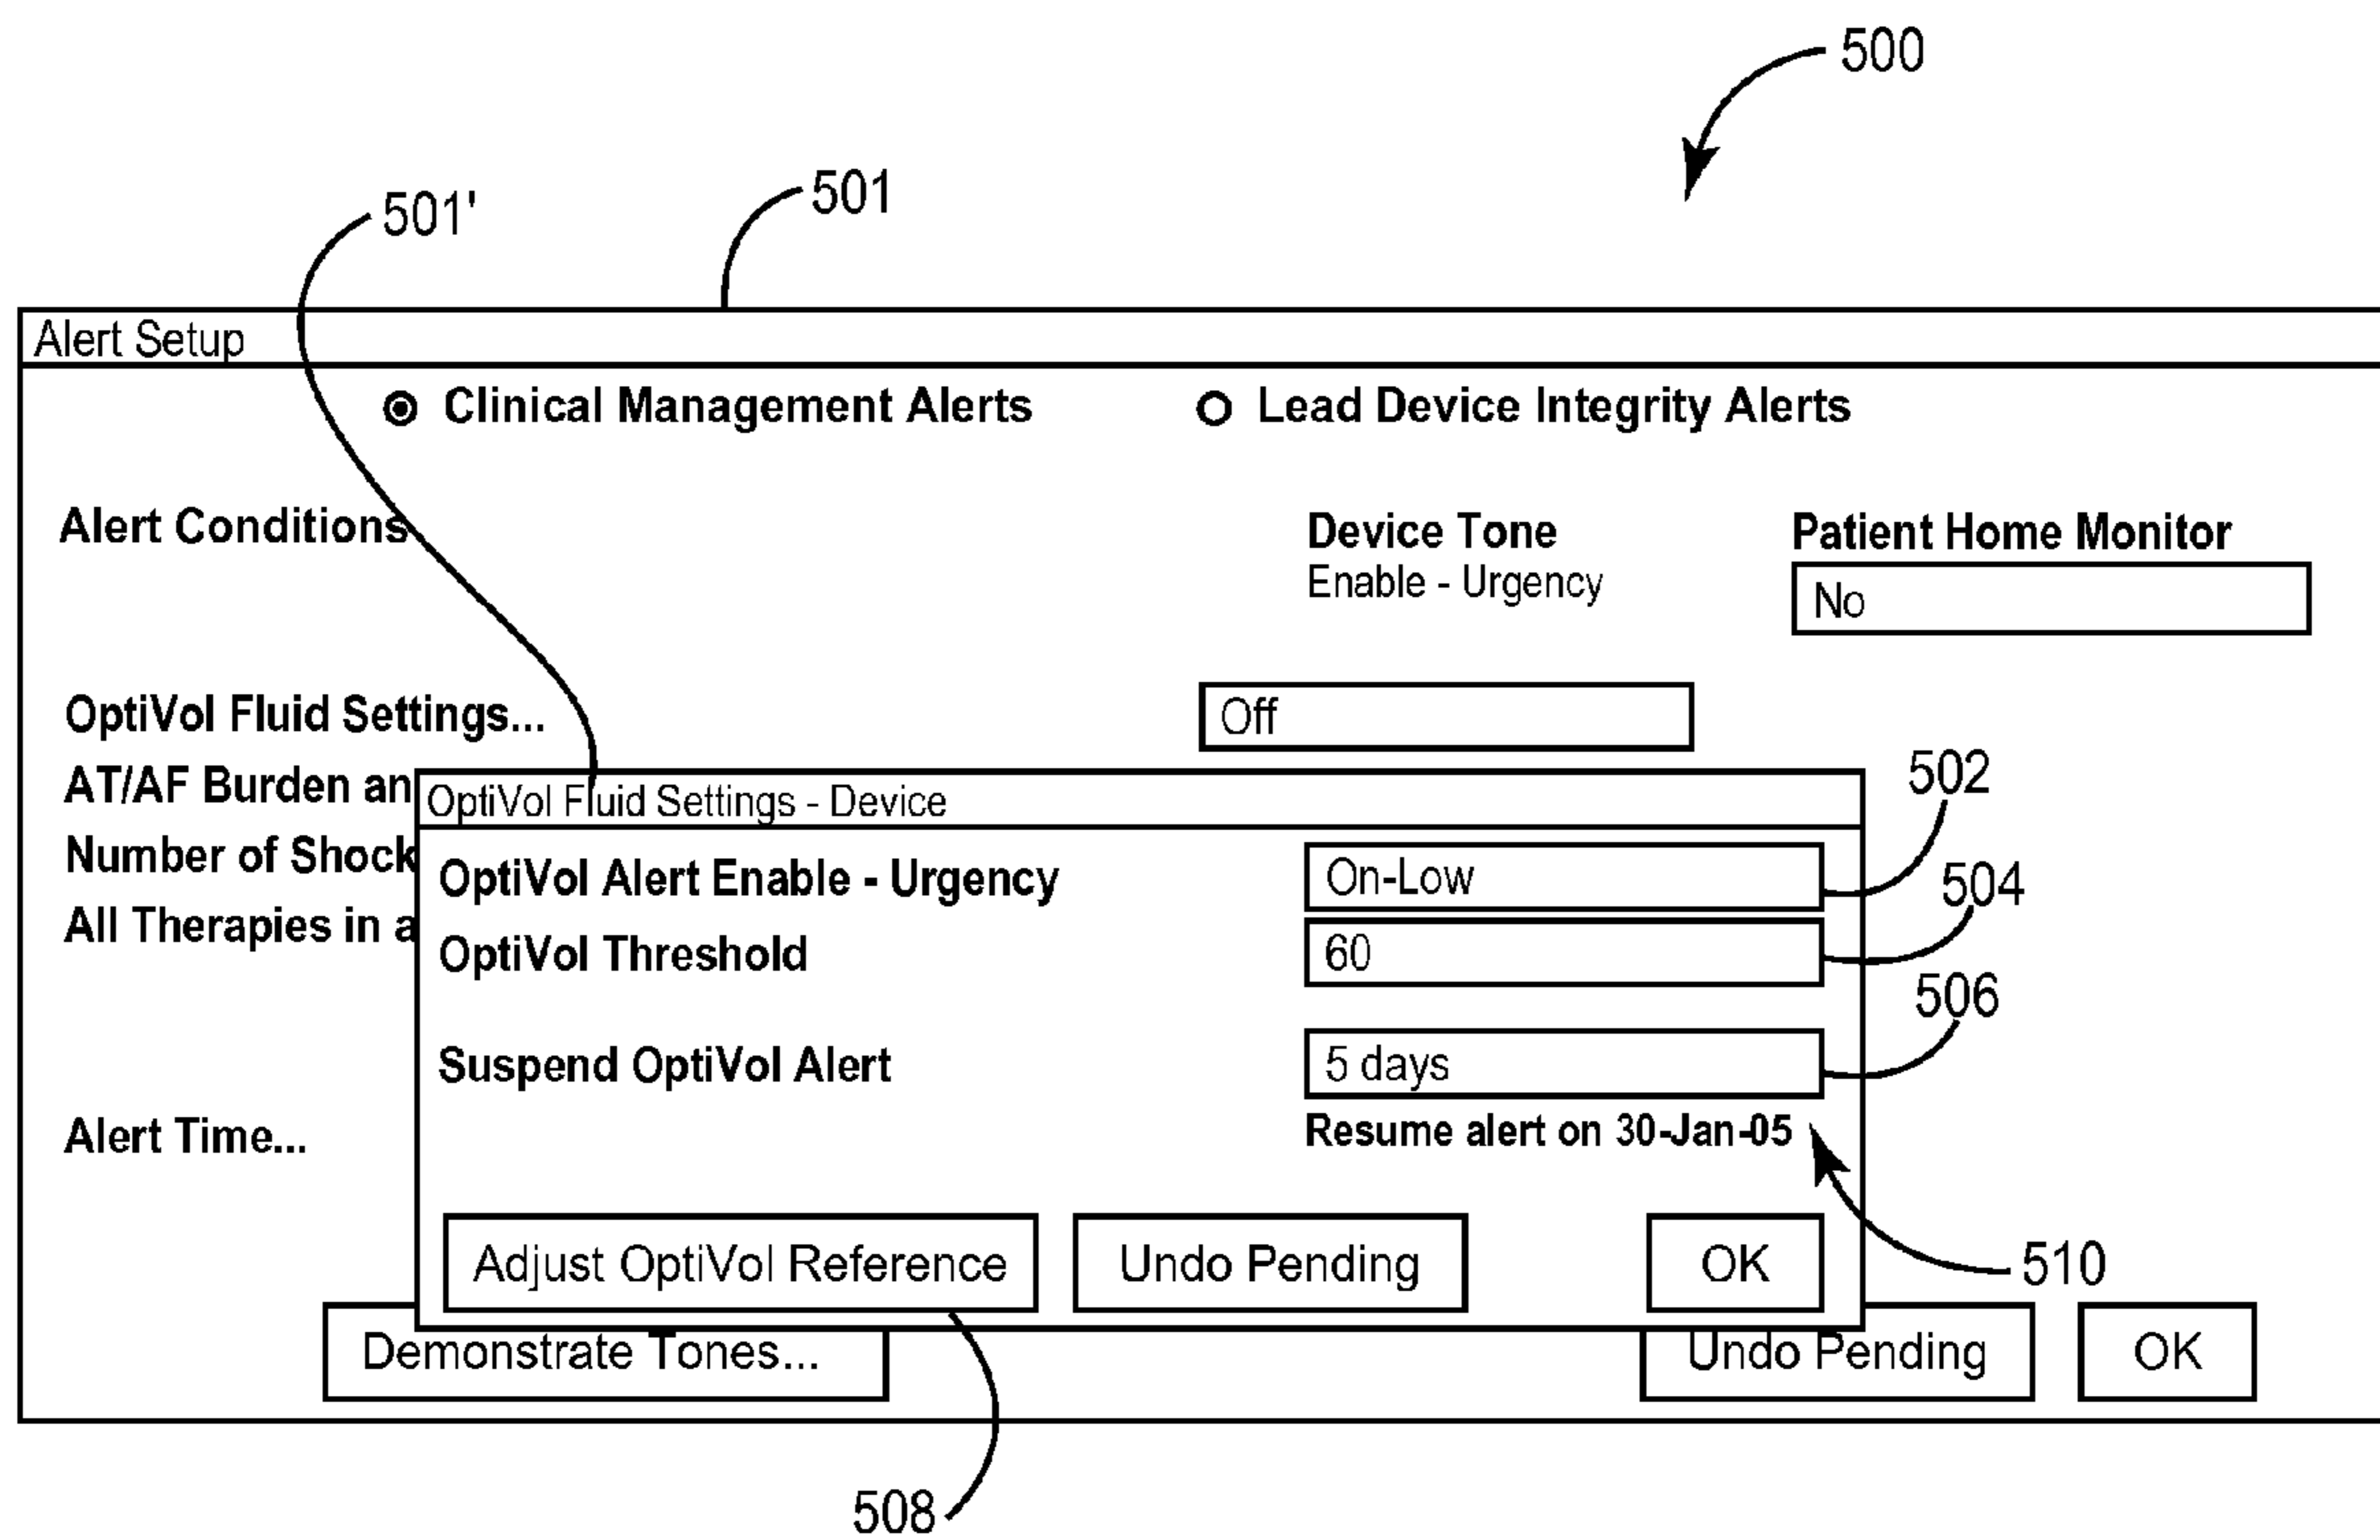 500
501
501'
Alert Setup
Clinical Management Alerts Lead Device Integrity Alerts
Alert Conditions Device Tone Patient Home Monitor
Enable - Urgency No
OptiVol Fluid Settings... Off
502
AT/AF Burden an OptiVol Fluid Settings - Device
Number of Shock OptiVol Alert Enable - Urgency On-Low
504
All Therapies in a OptiVol Threshold 60
506
Suspend OptiVol Alert 5 days
Alert Time... Resume alert on 30-Jan-05
Adjust OptiVol Reference Undo Pending OK 510
Demonstrate Tones... Undo Pending OK
508